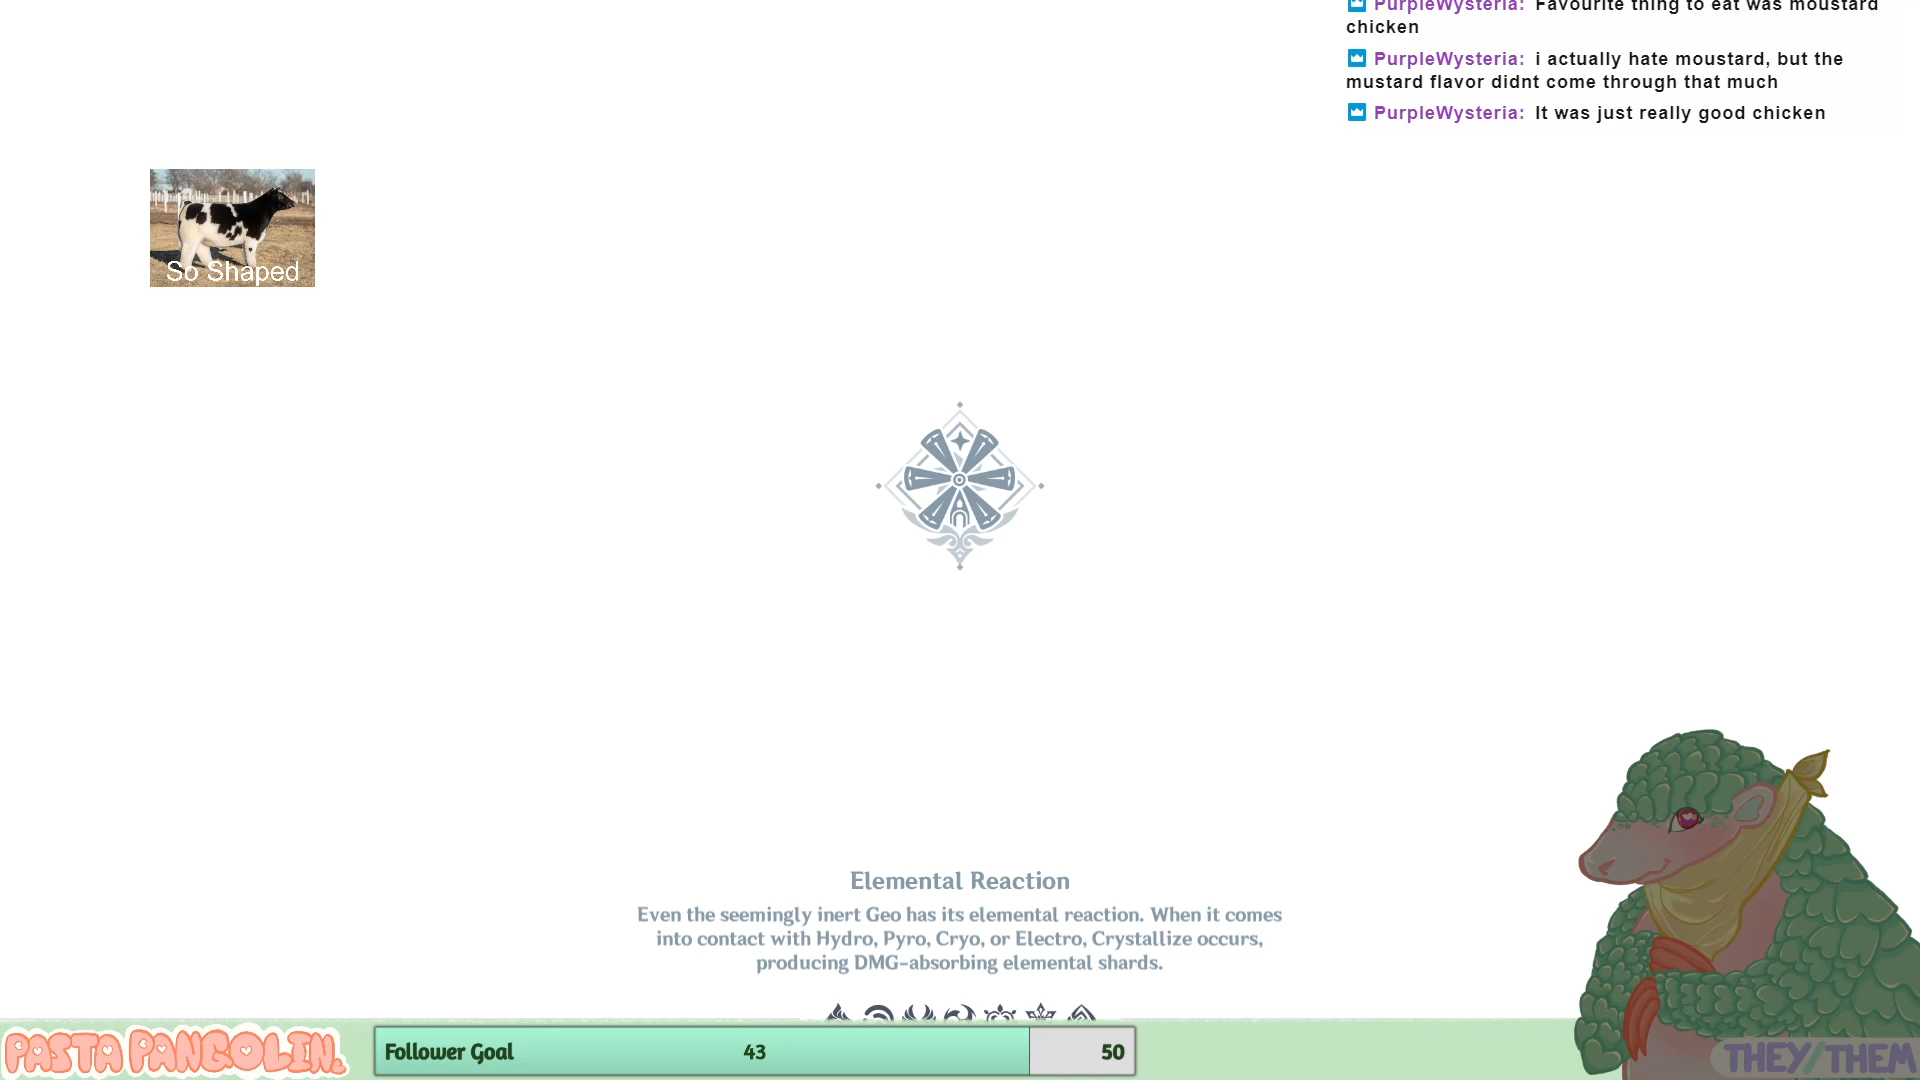 PurpleWysteria: Favourite thing to eat was moustard
chicken
PurpleWysteria: i actually hate moustard, but the
mustard flavor didnt come through that much
PurpleWysteria: It was just really good chicken
So Shaped
Elemental Reaction
Even the seemingly inert Geo has its elemental reaction. When it comes
into contact with Hydro, Pyro, Cryo, or Electro, Crystallize occurs,
producing DMG-absorbing elemental shards.
PASTA PANGOLIN.
Follower Goal 43 50
THEY/THEM